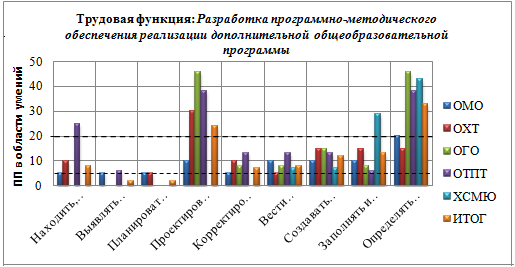 Трудовая функция: Разработка программно-методического
обеспечения реализации дополнительной общеобразовательной
программы
ПП в области умений
50
40
30
20
10
0
Находить,…
Выявлять…
Планироват…
Проектиров…
Корректиро…
Вести…
Создавать…
Заполнять и…
Определять…
ОМО
ОХТ
ОГО
ОТПТ
ХСМЮ
ИТОГ